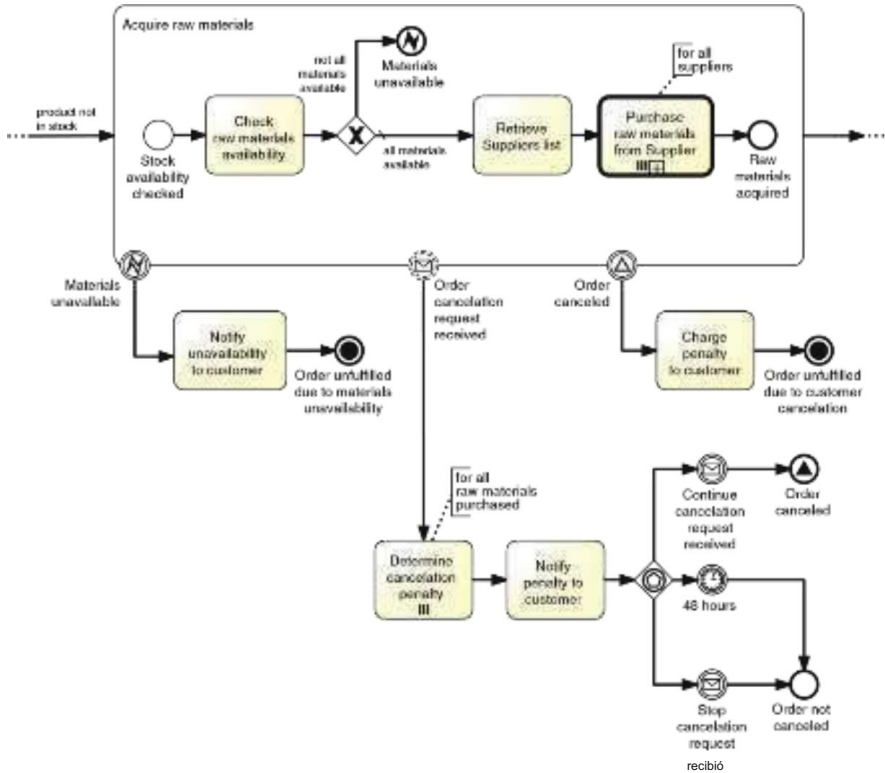 Acquire raw materials
product not
in stock
Stock
availability
checked
Check
raw materials
availability
not all
materials
available
Materials
unavailable
all materials
available
Retrieve
Suppliers list
for all
suppliers
Purchase
raw materials
from Supplier
Raw
materials
acquired
Materials
unavailable
Order
cancelation
request
received
Order
canceled
Notify
unavailability
to customer
Order unfulfilled
due to materials
unavailability
Charge
penalty
to customer
Order unfulfilled
due to customer
cancelation
for all
raw materials
purchased
Determine
cancelation
penalty
Notify
penalty to
customer
Continue
cancelation
request
received
Order
canceled
48 hours
Stop
cancelation
request
recibió
Order not
canceled